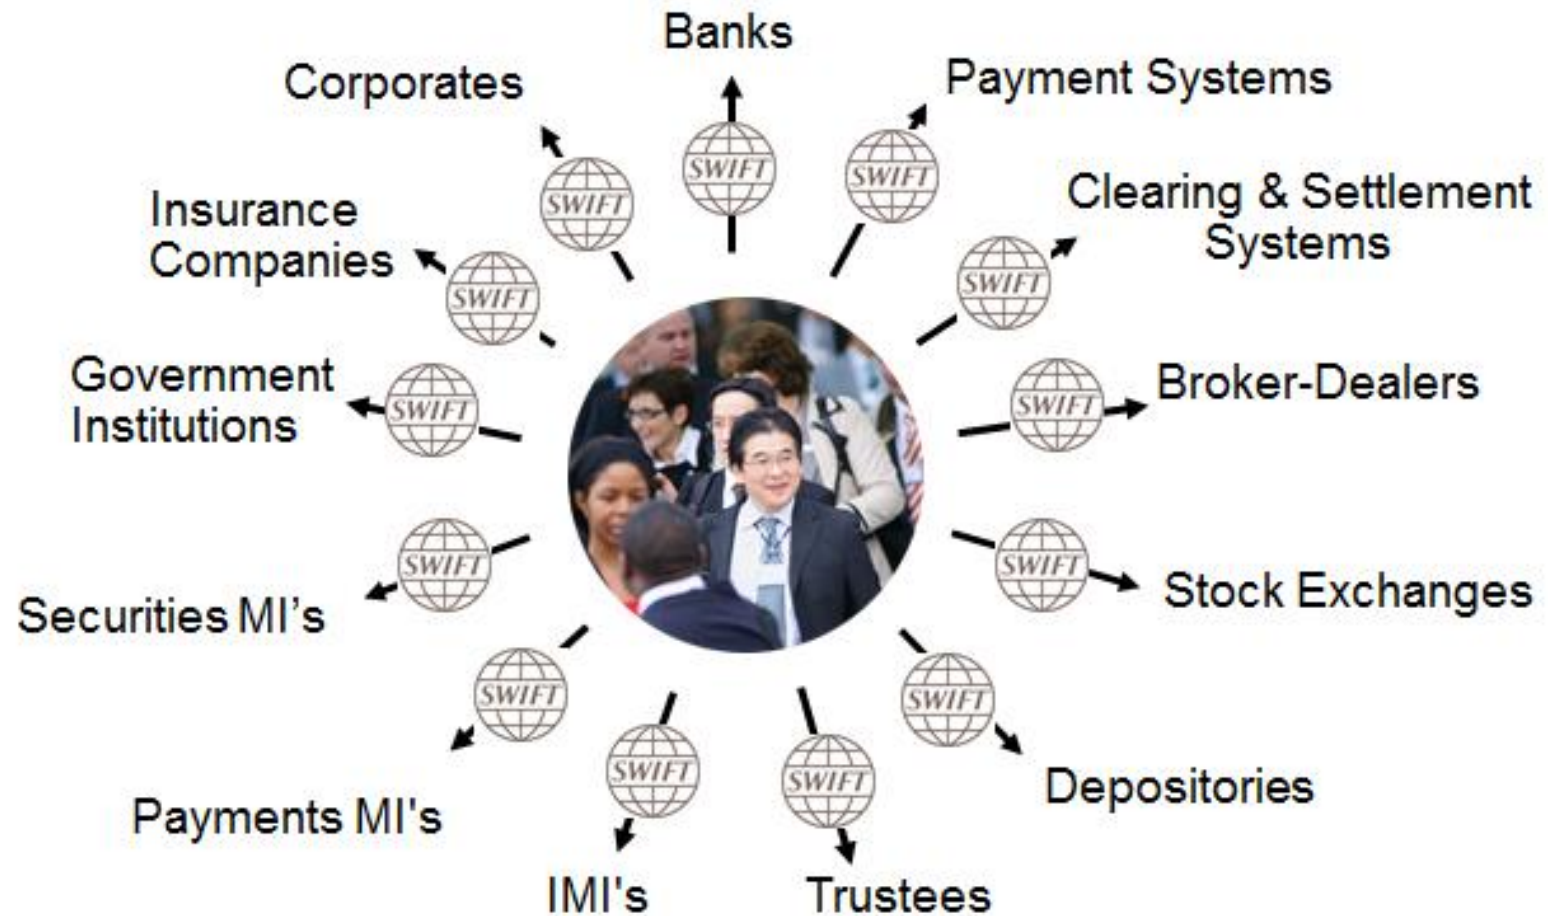 Banks
Corporates
Payment Systems
SWIFT
SWIFT
SWIFT
Clearing & Settlement
Systems
Insurance
Companies
SWIFT
SWIFT
Government
Institutions
SWIFT
SWIFT
Broker-Dealers
SWIFT
SWIFT
Securities MI’s
Stock Exchanges
SWIFT
SWIFT
Payments MI's
SWIFT
SWIFT
Depositories
IMI's
Trustees